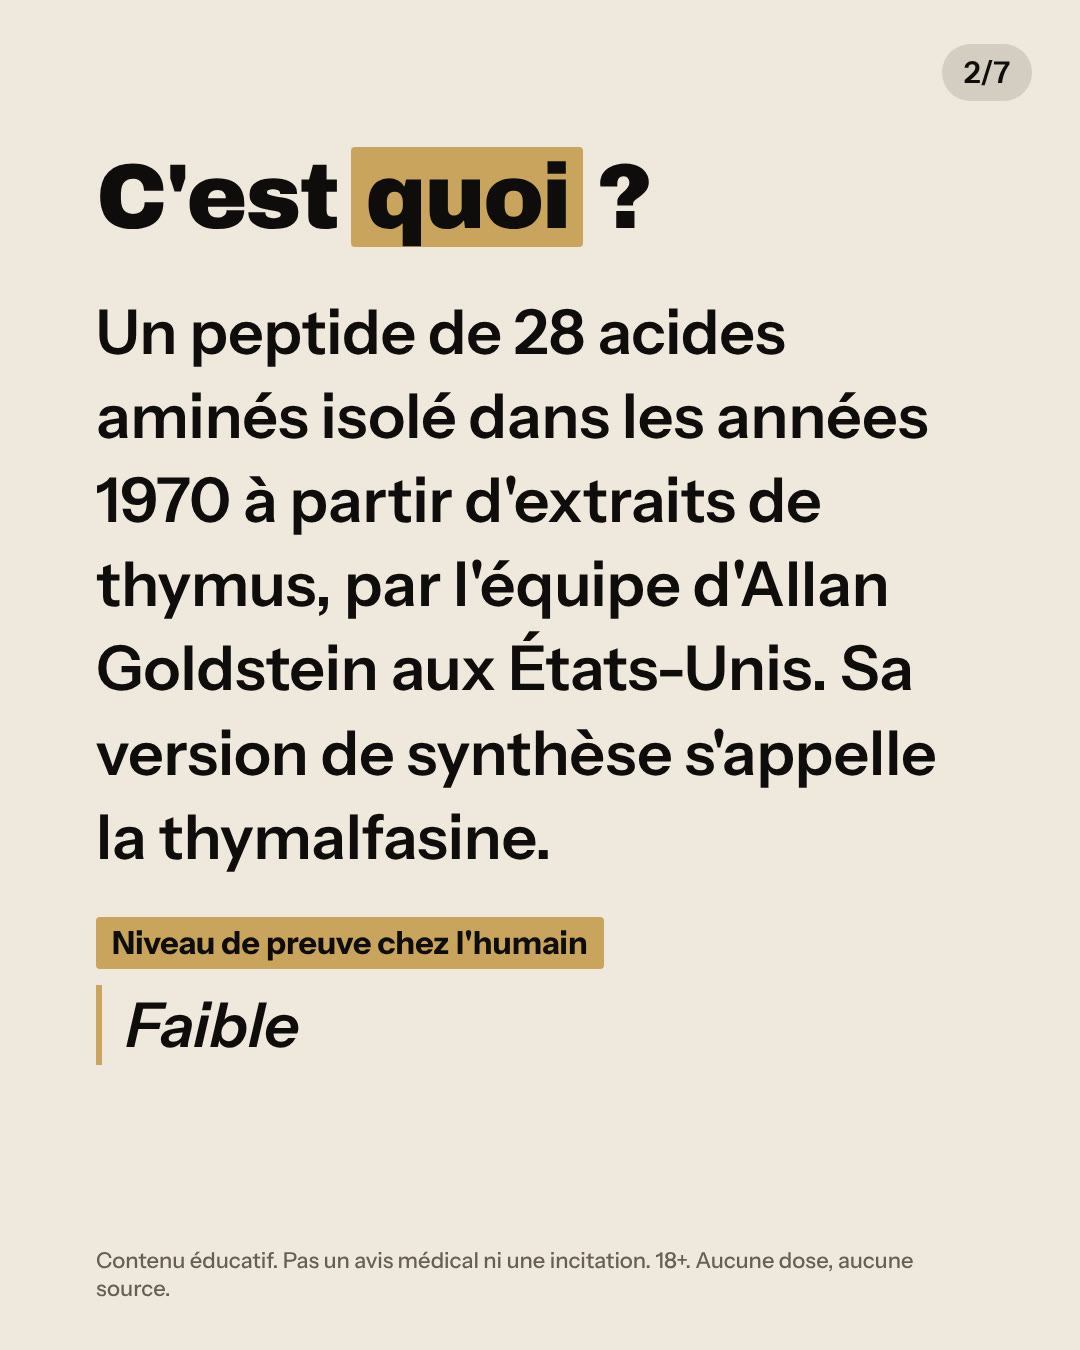 2/7
C'est quoi ?
Un peptide de 28 acides
aminés isolé dans les années
1970 à partir d'extraits de
thymus, par l'équipe d'Allan
Goldstein aux États-Unis. Sa
version de synthèse s'appelle
la thymalfasine.
Niveau de preuve chez l'humain
Faible
Contenu éducatif. Pas un avis médical ni une incitation. 18+. Aucune dose, aucune
source.